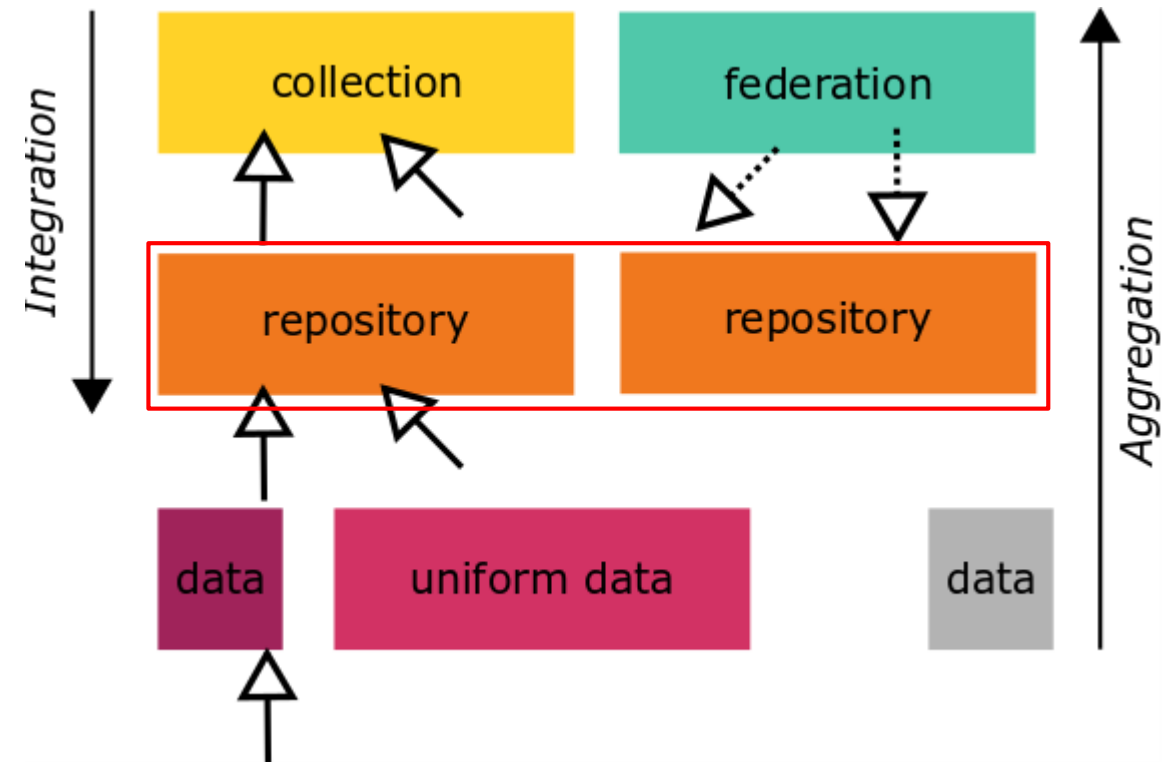 collection
federation
Integration
repository
repository
Aggregation
data
uniform data
data